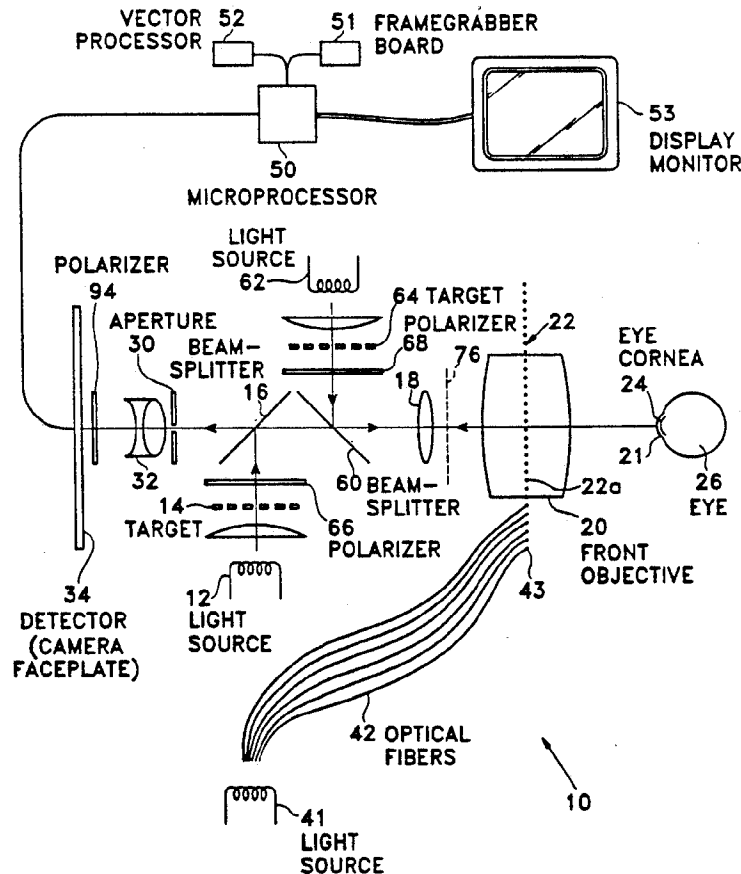 VECTOR PROCESSOR
52
51
FRAMEGRABBER BOARD
53
DISPLAY MONITOR
50
MICROPROCESSOR
LIGHT SOURCE
62
POLARIZER
94
APERTURE
30
BEAM-SPLITTER
16
64 TARGET
POLARIZER
68
76
18
22
EYE CORNEA
24
21
26
EYE
32
60
BEAM-SPLITTER
22a
20
FRONT OBJECTIVE
14
TARGET
66
POLARIZER
34
DETECTOR
(CAMERA FACEPLATE)
12
LIGHT SOURCE
43
42 OPTICAL FIBERS
41
LIGHT SOURCE
10